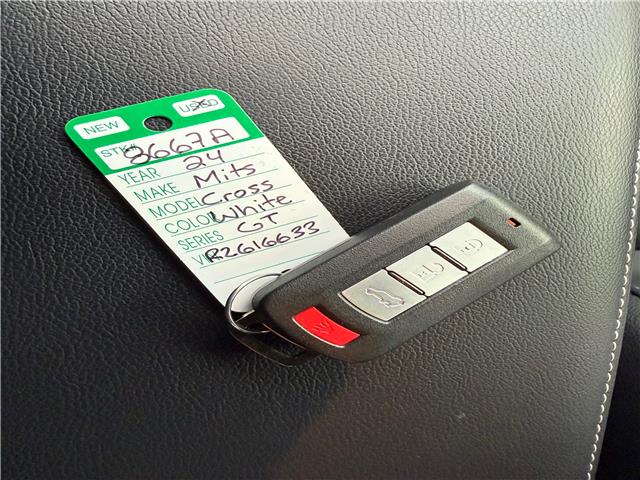 NEW USED
STK# 8667A
YEAR 24
MAKE Mits
MODEL Cross
COLOR White
SERIES GT
VIN R2616633